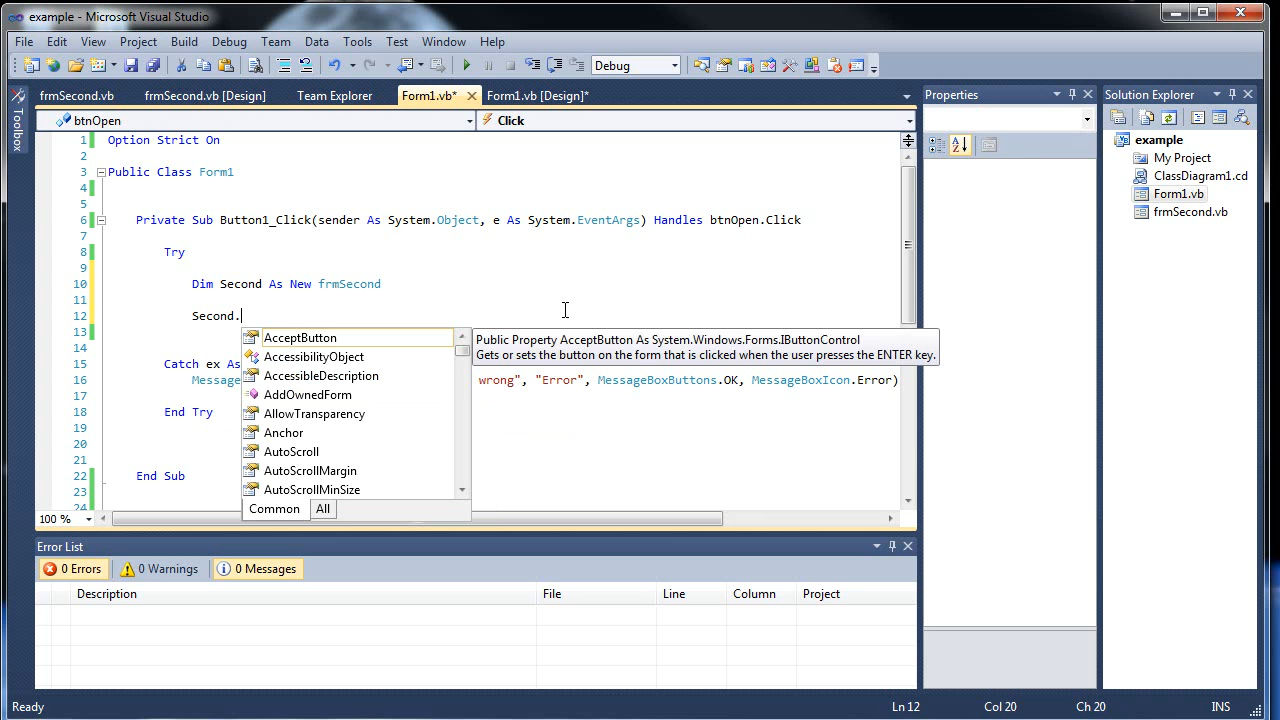 example - Microsoft Visual Studio
File Edit View Project Build Debug Team Data Tools Test Window Help
Debug
frmSecond.vb frmSecond.vb [Design] Team Explorer Form1.vb* Form1.vb [Design]*
btnOpen Click
1 Option Strict On
2
3 Public Class Form1
4
6 Private Sub Button1_Click(sender As System.Object, e As System.EventArgs) Handles btnOpen.Click
7
8 Try
9
10 Dim Second As New frmSecond
11
12 Second.
13
14
15 Catch ex As
16 Message wrong", "Error", MessageBoxButtons.OK, MessageBoxIcon.Error)
17
18 End Try
19
20
21
22 End Sub
23
24
AcceptButton
AccessibilityObject
AccessibleDescription
AddOwnedForm
AllowTransparency
Anchor
AutoScroll
AutoScrollMargin
AutoScrollMinSize
Common All
Public Property AcceptButton As System.Windows.Forms.IButtonControl
Gets or sets the button on the form that is clicked when the user presses the ENTER key.
100 %
Error List
0 Errors 0 Warnings 0 Messages
Description File Line Column Project
Properties
Solution Explorer
example
My Project
ClassDiagram1.cd
Form1.vb
frmSecond.vb
Toolbox
Ready Ln 12 Col 20 Ch 20 INS